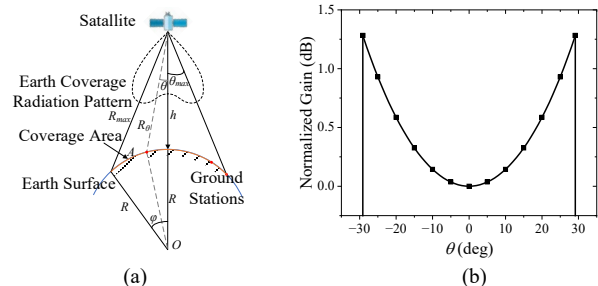 Satallite
θ
θmax
Earth Coverage
Radiation Pattern
Rmax
Rθ
h
Coverage Area
A
Earth Surface
Ground
Stations
R
R
φ
O
(a)
Normalized Gain (dB)
1.5
1.0
0.5
0.0
−30 −20 −10 0 10 20 30
θ (deg)
(b)